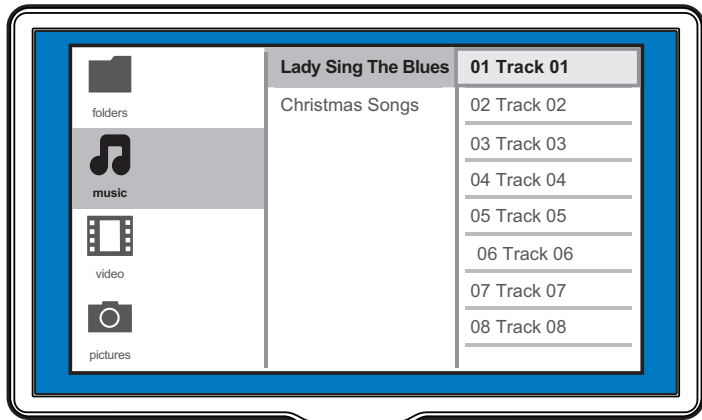 folders
music
video
pictures
Lady Sing The Blues
Christmas Songs
01 Track 01
02 Track 02
03 Track 03
04 Track 04
05 Track 05
06 Track 06
07 Track 07
08 Track 08